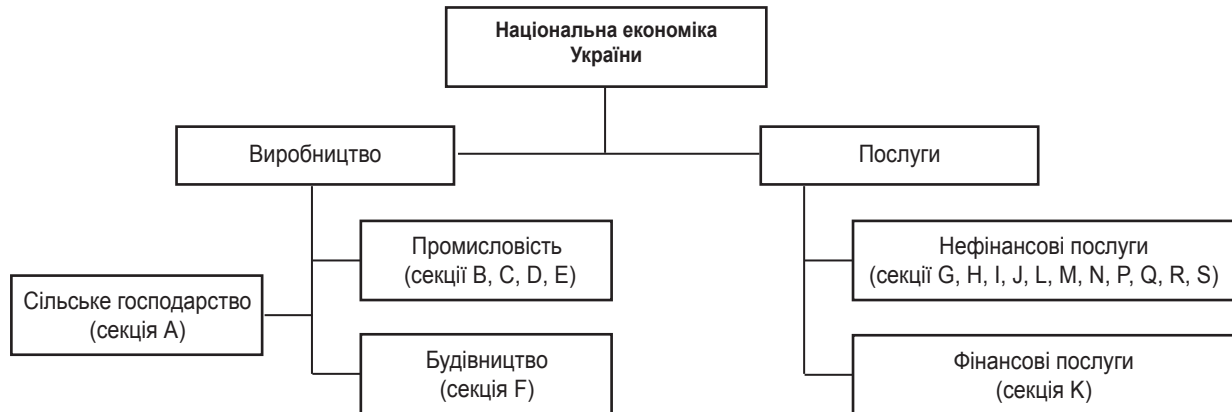 Національна економіка
України
Виробництво
Послуги
Промисловість
(секції B, C, D, E)
Нефінансові послуги
(секції G, H, I, J, L, M, N, P, Q, R, S)
Сільське господарство
(секція A)
Будівництво
(секція F)
Фінансові послуги
(секція K)